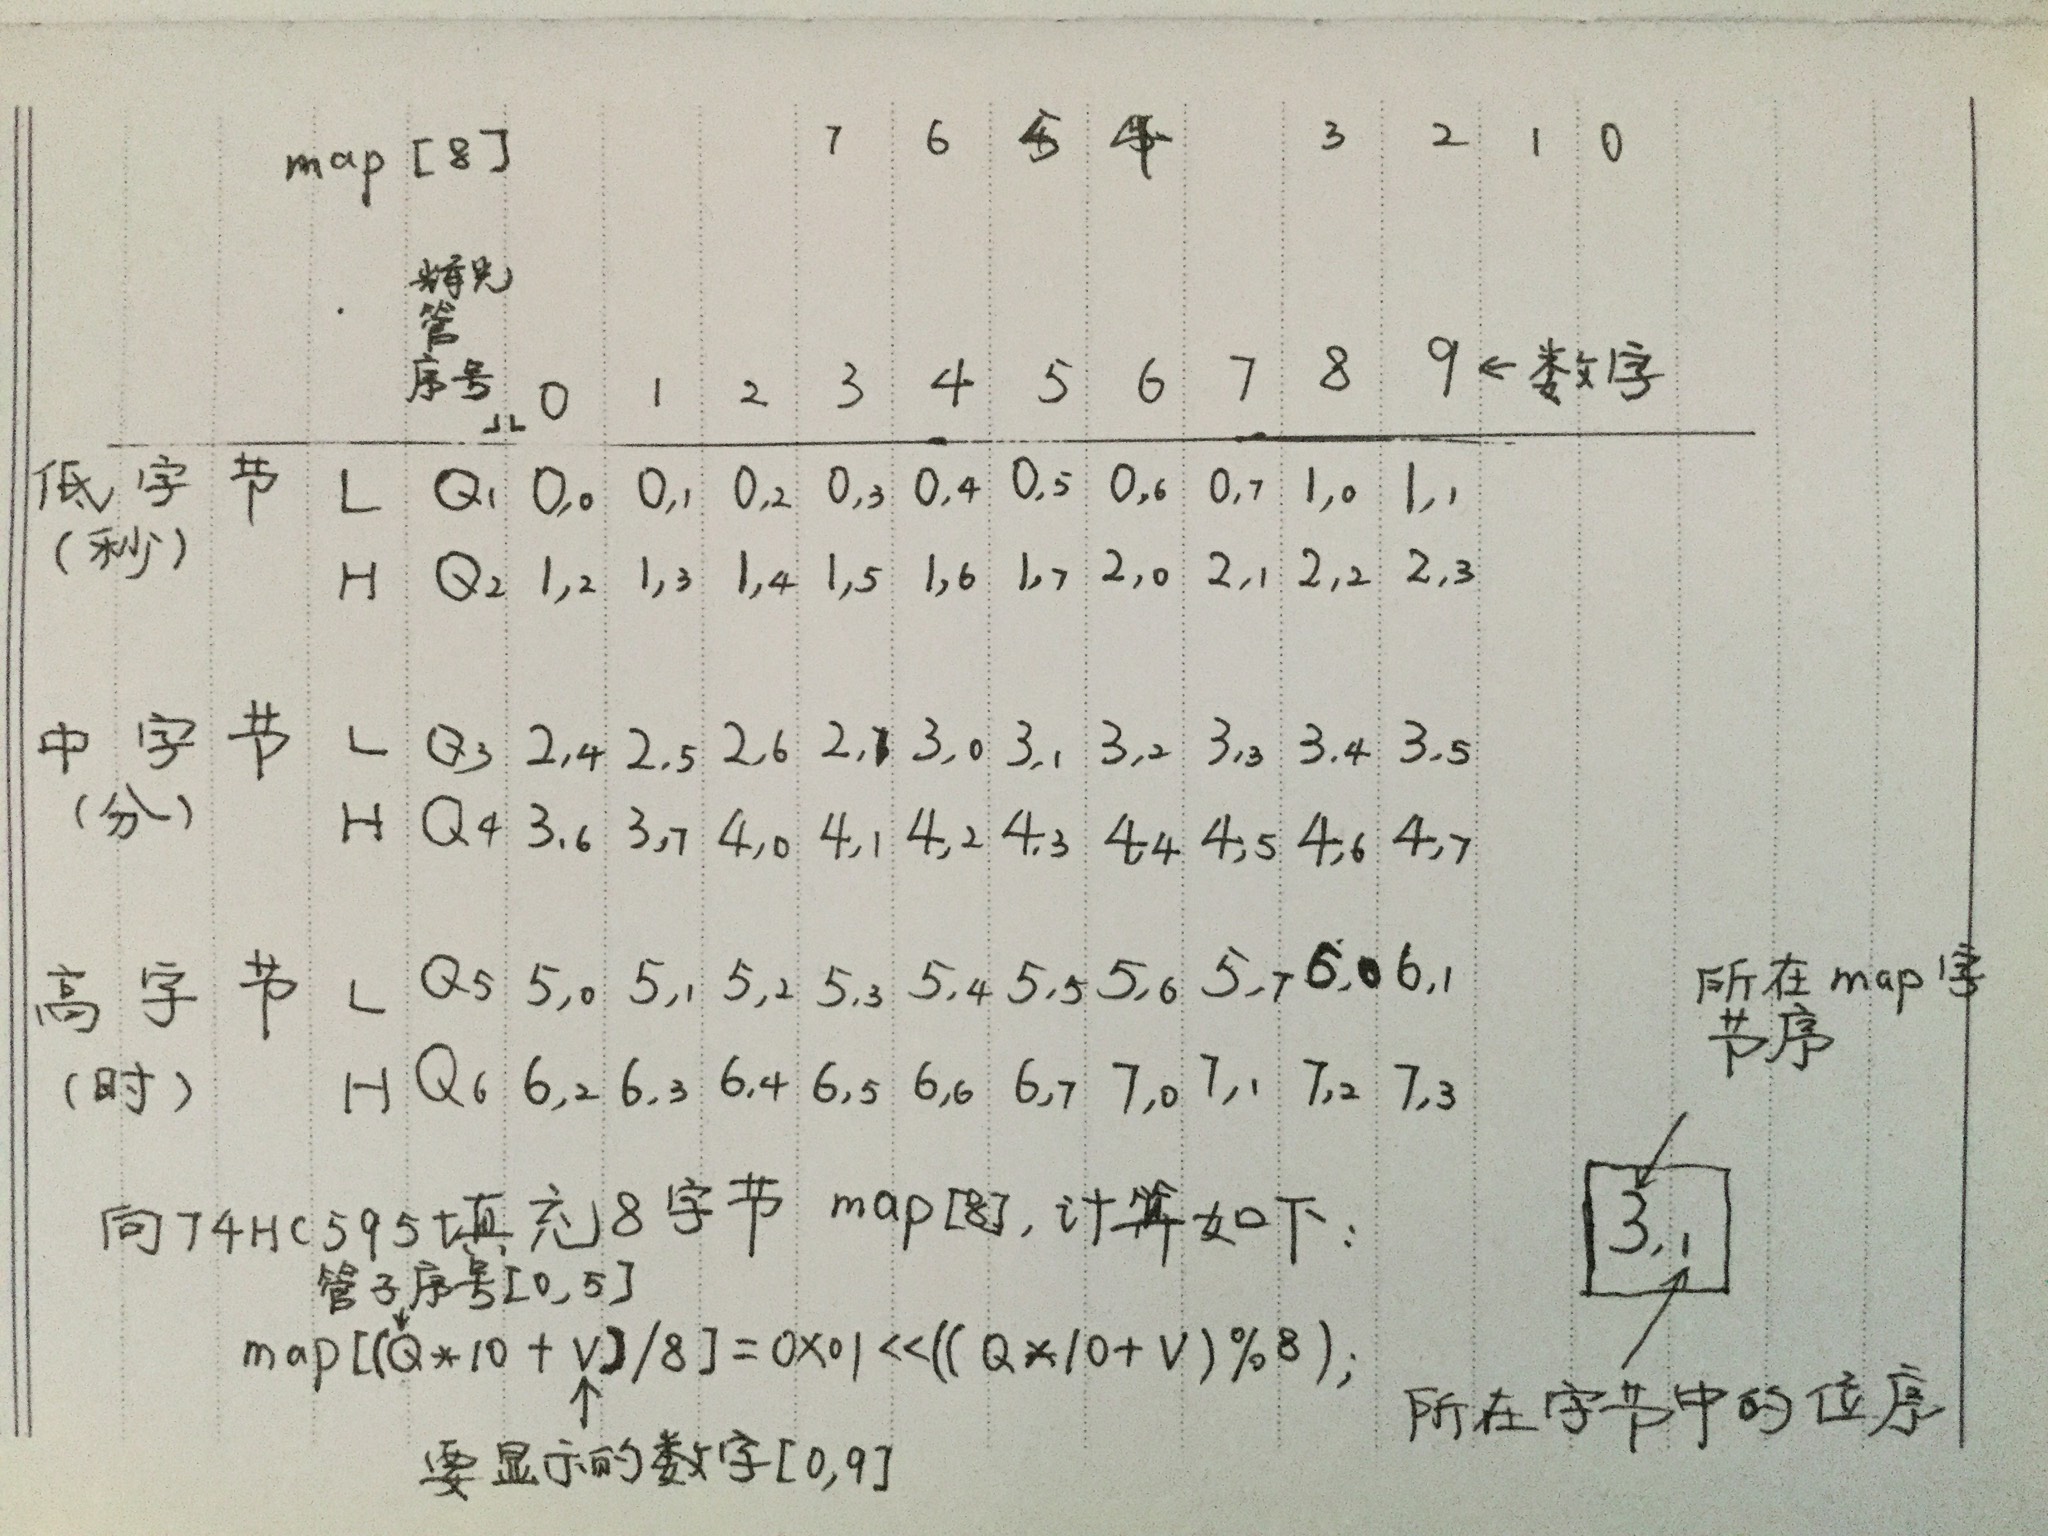 map [8] 7 6 5 4 3 2 1 0
辉光
管
序号 0 1 2 3 4 5 6 7 8 9 ← 数字
低字节 L Q1 0,0 0,1 0,2 0,3 0,4 0,5 0,6 0,7 1,0 1,1
(秒) H Q2 1,2 1,3 1,4 1,5 1,6 1,7 2,0 2,1 2,2 2,3
中字节 L Q3 2,4 2,5 2,6 2,7 3,0 3,1 3,2 3,3 3,4 3,5
(分) H Q4 3,6 3,7 4,0 4,1 4,2 4,3 4,4 4,5 4,6 4,7
高字节 L Q5 5,0 5,1 5,2 5,3 5,4 5,5 5,6 5,7 6,0 6,1
(时) H Q6 6,2 6,3 6,4 6,5 6,6 6,7 7,0 7,1 7,2 7,3
所在map字
节序
3,1
所在字节中的位序
向74HC595填充8字节 map[8], 计算如下:
管子序号[0,5]
map[(Q*10+V)/8]=0x01<<((Q*10+V)%8);
要显示的数字[0,9]